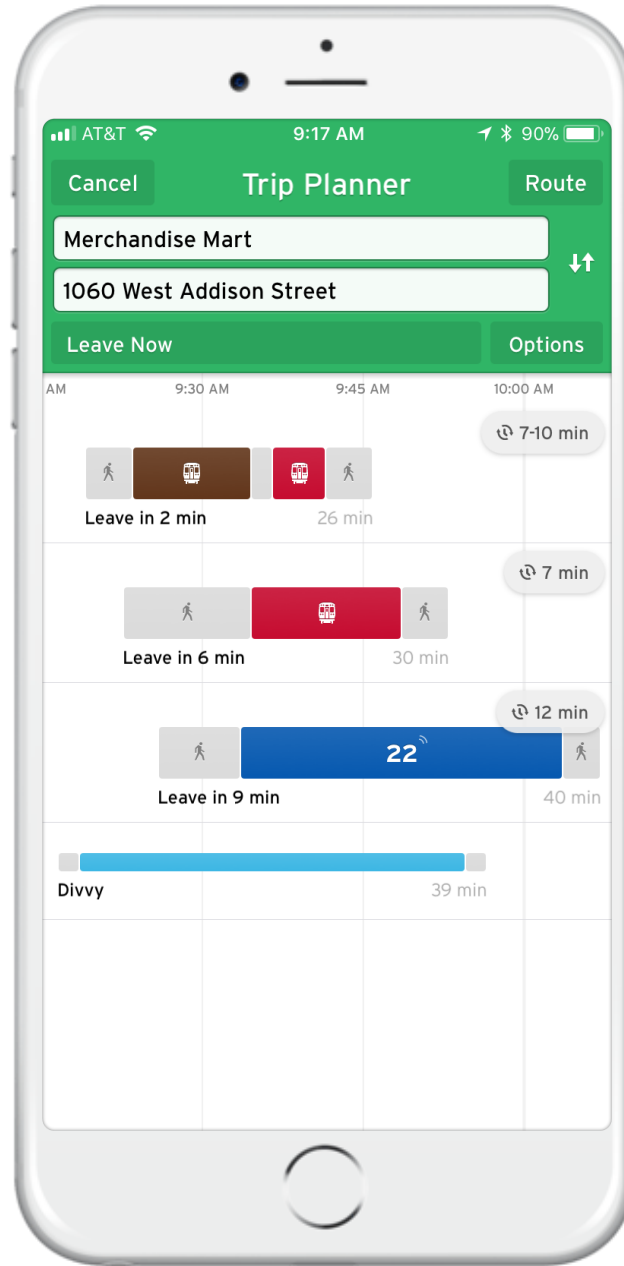 AT&T 9:17 AM 90%
Cancel Trip Planner Route
Merchandise Mart
1060 West Addison Street
Leave Now Options
AM 9:30 AM 9:45 AM 10:00 AM
7-10 min
Leave in 2 min 26 min
7 min
Leave in 6 min 30 min
12 min
22
Leave in 9 min 40 min
Divvy 39 min